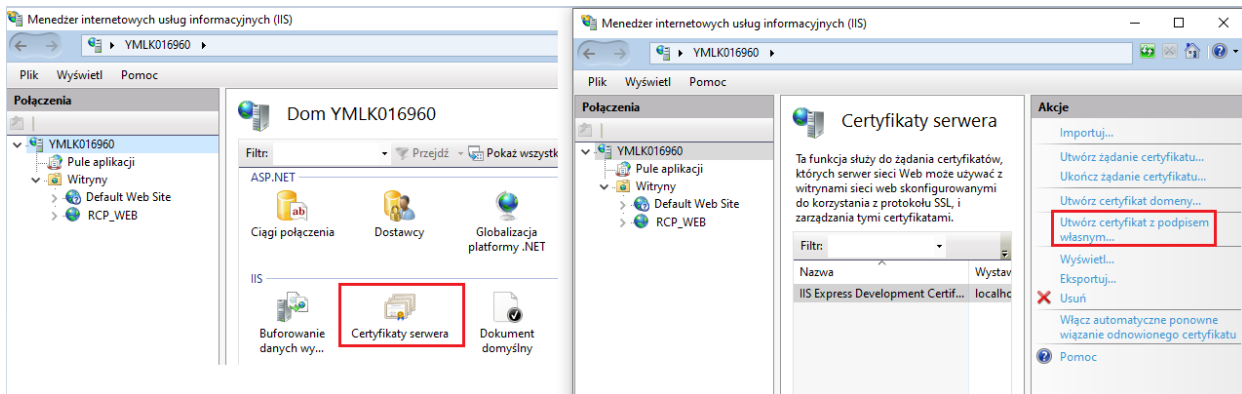 Menedżer internetowych usług informacyjnych (IIS)
YMLK016960
Plik Wyświetl Pomoc
Połączenia
YMLK016960
Pule aplikacji
Witryny
Default Web Site
RCP_WEB
Dom YMLK016960
Filtr: Przejdź Pokaż wszystk
ASP.NET
Ciągi połączenia Dostawcy Globalizacja
platformy .NET
IIS
Buforowanie Certyfikaty serwera Dokument
danych wy... domyślny
Menedżer internetowych usług informacyjnych (IIS)
YMLK016960
Plik Wyświetl Pomoc
Połączenia
YMLK016960
Pule aplikacji
Witryny
Default Web Site
RCP_WEB
Certyfikaty serwera
Ta funkcja służy do żądania certyfikatów,
których serwer sieci Web może używać z
witrynami sieci web skonfigurowanymi
do korzystania z protokołu SSL, i
zarządzania tymi certyfikatami.
Filtr:
Nazwa Wystaw
IIS Express Development Certif... localhc
Akcje
Importuj...
Utwórz żądanie certyfikatu...
Ukończ żądanie certyfikatu...
Utwórz certyfikat domeny...
Utwórz certyfikat z podpisem
własnym...
Wyświetl...
Eksportuj...
Usuń
Włącz automatyczne ponowne
wiązanie odnowionego certyfikatu
Pomoc